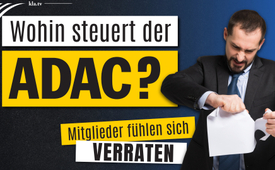 kla.tv
Wohin steuert der
ADAC?
Mitglieder fühlen sich
VERRATEN